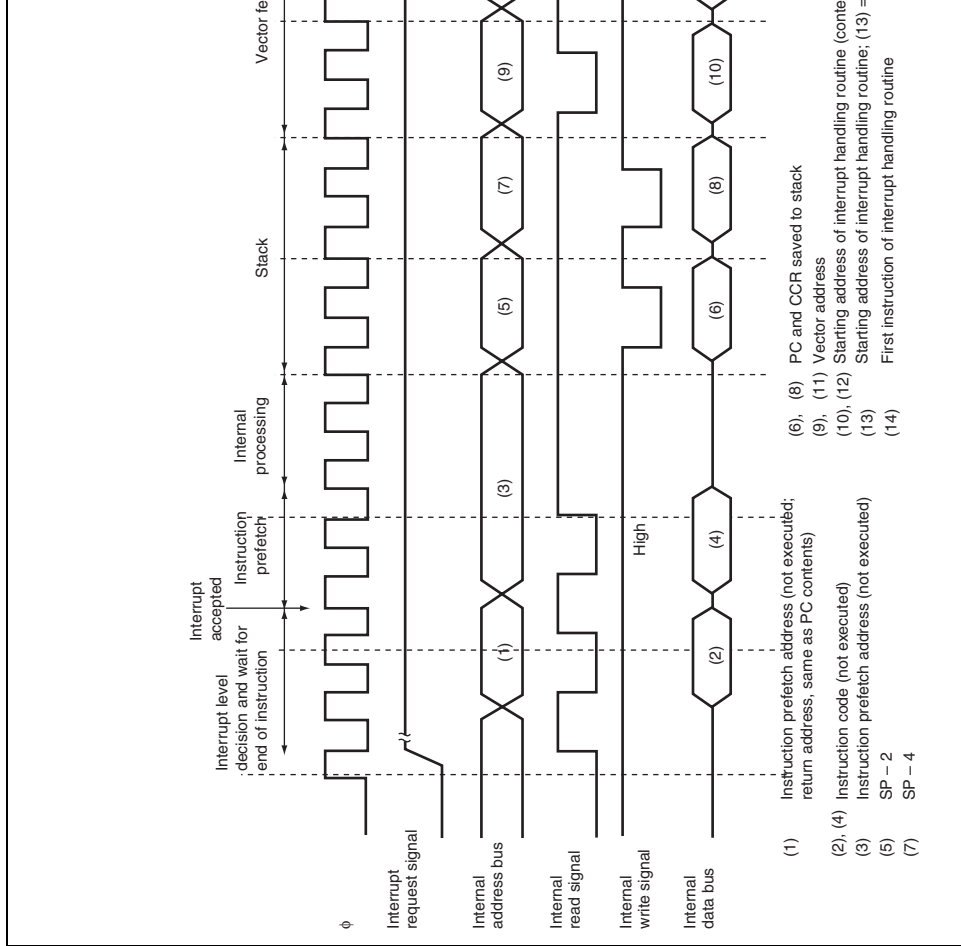 Interrupt level
decision and wait for
end of instruction
Interrupt
accepted
Instruction
prefetch
Internal
processing
Stack
Vector
φ
Interrupt
request signal
Internal
address bus
(1)
(3)
(5)
(7)
(9)
Internal
read signal
Internal
write signal
High
Internal
data bus
(2)
(4)
(6)
(8)
(10)
(1) Instruction prefetch address (not executed;
return address, same as PC contents)
(2), (4) Instruction code (not executed)
(3) Instruction prefetch address (not executed)
(5) SP – 2
(7) SP – 4
(6), (8) PC and CCR saved to stack
(9), (11) Vector address
(10), (12) Starting address of interrupt handling routine
(13) Starting address of interrupt handling routine; (13) =
(14) First instruction of interrupt handling routine